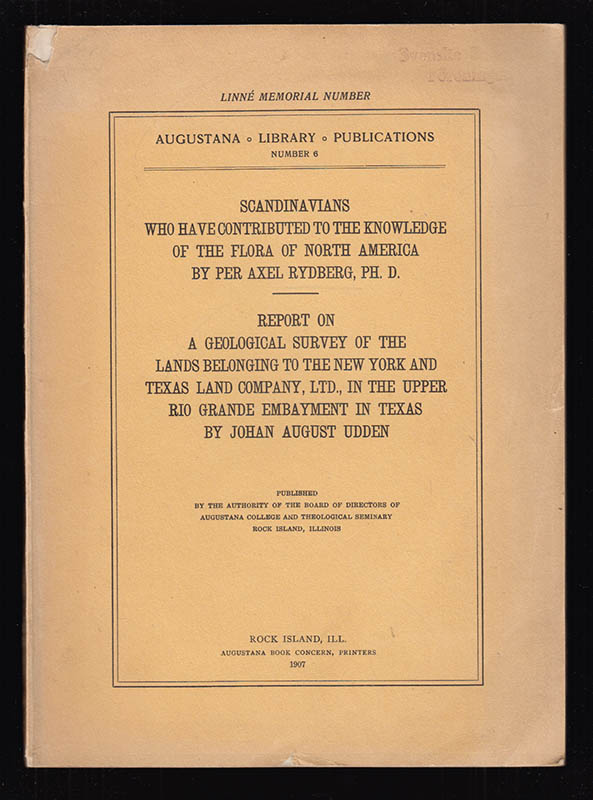 Svenska
LINNÉ MEMORIAL NUMBER
AUGUSTANA ∘ LIBRARY ∘ PUBLICATIONS
NUMBER 6
SCANDINAVIANS
WHO HAVE CONTRIBUTED TO THE KNOWLEDGE
OF THE FLORA OF NORTH AMERICA
BY PER AXEL RYDBERG, PH. D.
REPORT ON
A GEOLOGICAL SURVEY OF THE
LANDS BELONGING TO THE NEW YORK AND
TEXAS LAND COMPANY, LTD., IN THE UPPER
RIO GRANDE EMBAYMENT IN TEXAS
BY JOHAN AUGUST UDDEN
PUBLISHED
BY THE AUTHORITY OF THE BOARD OF DIRECTORS OF
AUGUSTANA COLLEGE AND THEOLOGICAL SEMINARY
ROCK ISLAND, ILLINOIS
ROCK ISLAND, ILL.
AUGUSTANA BOOK CONCERN, PRINTERS
1907